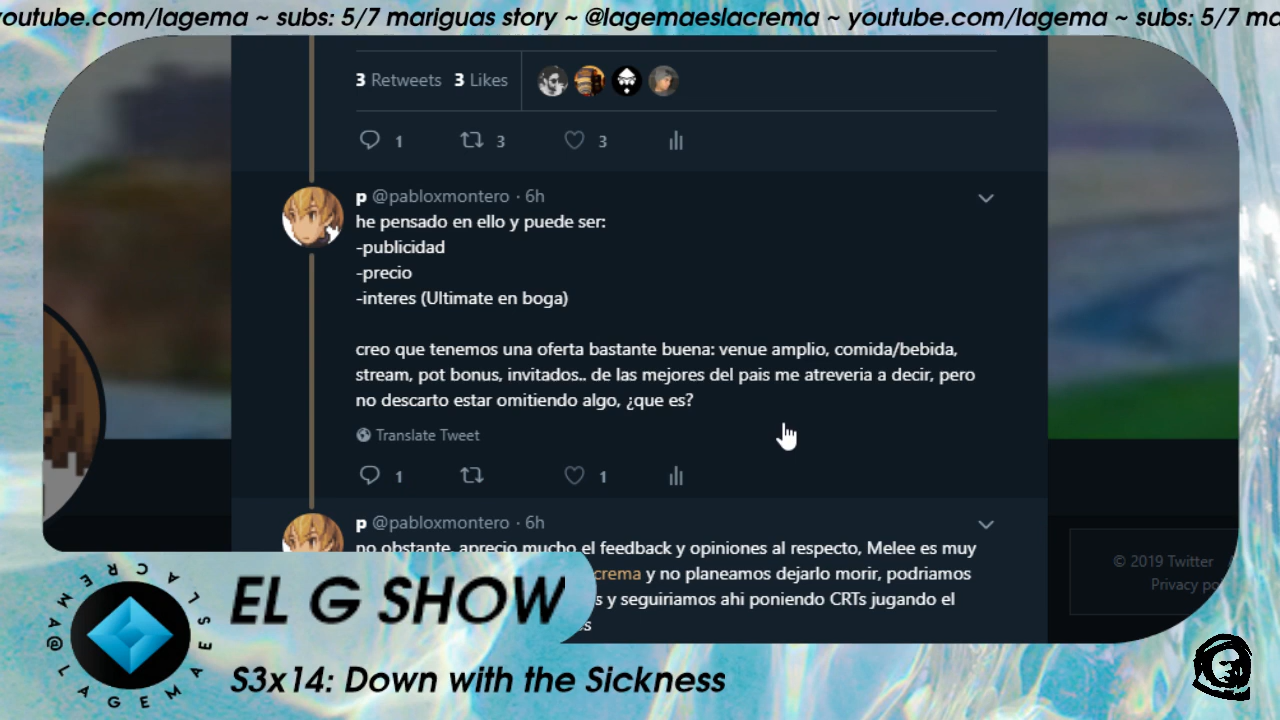 youtube.com/lagema ~ subs: 5/7 mariguas story ~ @lagemaeslacrema ~ youtube.com/lagema ~ subs: 5/7
3 Retweets 3 Likes
1 3 3
p @pabloxmontero · 6h
he pensado en ello y puede ser:
-publicidad
-precio
-interes (Ultimate en boga)
creo que tenemos una oferta bastante buena: venue amplio, comida/bebida,
stream, pot bonus, invitados.. de las mejores del pais me atreveria a decir, pero
no descarto estar omitiendo algo, ¿que es?
Translate Tweet
1 1
p @pabloxmontero · 6h
no obstante, aprecio mucho el feedback y opiniones al respecto, Melee es muy
crema y no planeamos dejarlo morir, podriamos
s y seguiriamos ahi poniendo CRTs jugando el
s
© 2019 Twitter
Privacy po
@LAGEMAESLACREMA
EL G SHOW
S3x14: Down with the Sickness